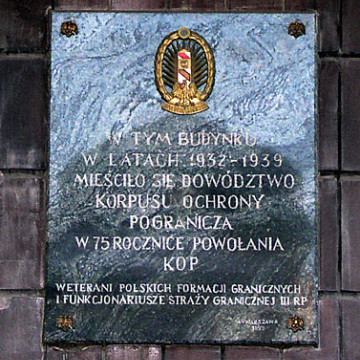 W TYM BUDYNKU
W LATACH 1932-1939
MIEŚCIŁO SIĘ DOWÓDZTWO
KORPUSU OCHRONY
POGRANICZA
W 75 ROCZNICĘ POWOŁANIA
KOP
WETERANI POLSKICH FORMACJI GRANICZNYCH
I FUNKCJONARIUSZE STRAŻY GRANICZNEJ III RP
WARSZAWA